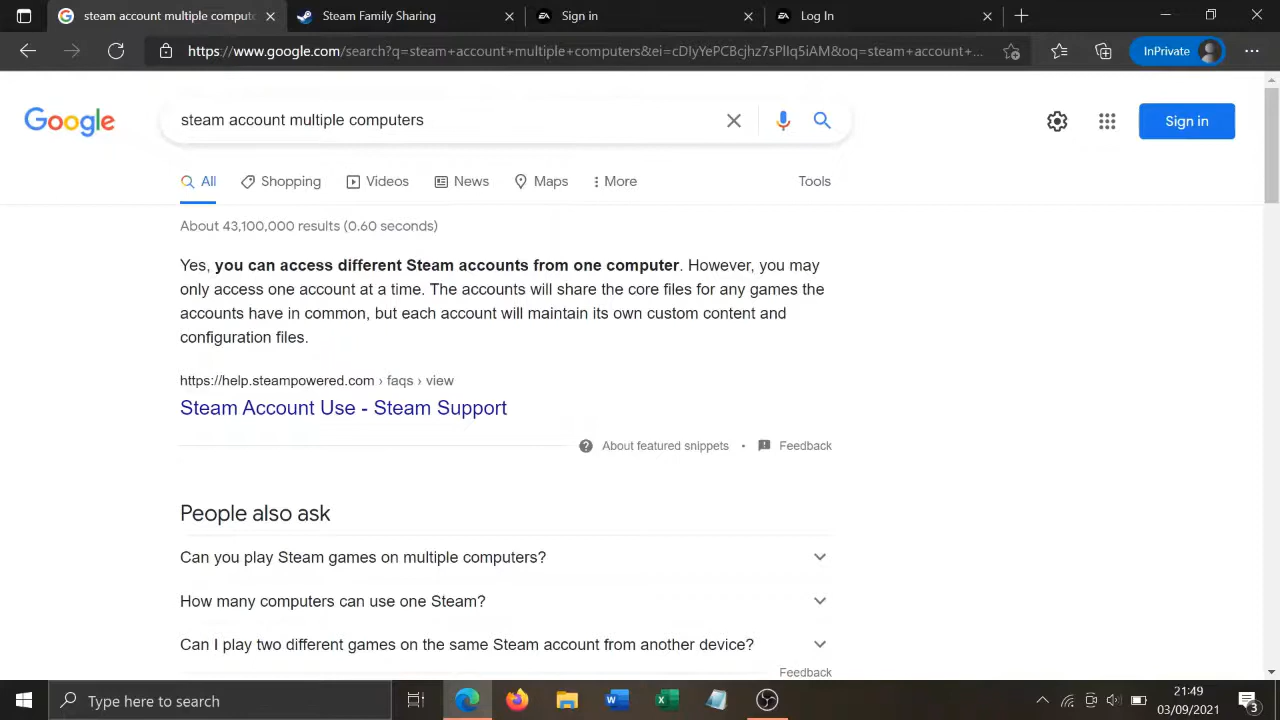 steam account multiple comput
Steam Family Sharing
Sign in
Log In
https://www.google.com/search?q=steam+account+multiple+computers&ei=cDIyYePCBcjhz7sPlIq5iAM&oq=steam+account+...
InPrivate
Google
steam account multiple computers
Sign in
All
Shopping
Videos
News
Maps
More
Tools
About 43,100,000 results (0.60 seconds)
Yes, you can access different Steam accounts from one computer. However, you may
only access one account at a time. The accounts will share the core files for any games the
accounts have in common, but each account will maintain its own custom content and
configuration files.
https://help.steampowered.com › faqs › view
Steam Account Use - Steam Support
About featured snippets • Feedback
People also ask
Can you play Steam games on multiple computers?
How many computers can use one Steam?
Can I play two different games on the same Steam account from another device?
Feedback
Type here to search
21:49
03/09/2021
3